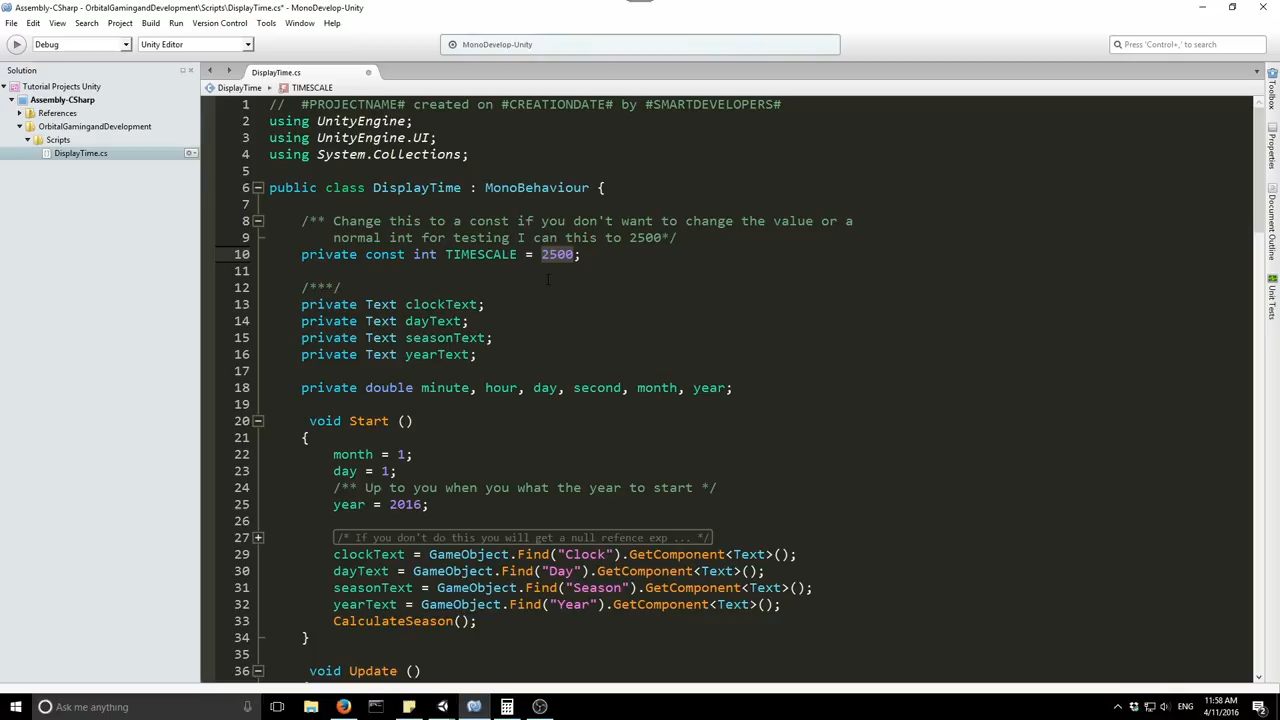 Assembly-CSharp - OrbitalGamingandDevelopment\Scripts\DisplayTime.cs* - MonoDevelop-Unity
File Edit View Search Project Build Run Version Control Tools Window Help
Debug Unity Editor MonoDevelop-Unity Press 'Control+,' to search
Solution DisplayTime.cs
DisplayTime TIMESCALE
Tutorial Projects Unity
Assembly-CSharp
References
OrbitalGamingandDevelopment
Scripts
DisplayTime.cs
1 // #PROJECTNAME# created on #CREATIONDATE# by #SMARTDEVELOPERS#
2 using UnityEngine;
3 using UnityEngine.UI;
4 using System.Collections;
5
6 public class DisplayTime : MonoBehaviour {
7
8 /** Change this to a const if you don't want to change the value or a
9 normal int for testing I can this to 2500*/
10 private const int TIMESCALE = 2500;
11
12 /***/
13 private Text clockText;
14 private Text dayText;
15 private Text seasonText;
16 private Text yearText;
17
18 private double minute, hour, day, second, month, year;
19
20 void Start ()
21 {
22 month = 1;
23 day = 1;
24 /** Up to you when you what the year to start */
25 year = 2016;
26
27 /* If you don't do this you will get a null refence exp ... */
29 clockText = GameObject.Find("Clock").GetComponent<Text>();
30 dayText = GameObject.Find("Day").GetComponent<Text>();
31 seasonText = GameObject.Find("Season").GetComponent<Text>();
32 yearText = GameObject.Find("Year").GetComponent<Text>();
33 CalculateSeason();
34 }
35
36 void Update ()
Toolbox
Properties
Document Outline
Unit Tests
Ask me anything
ENG
11:58 AM
4/11/2016